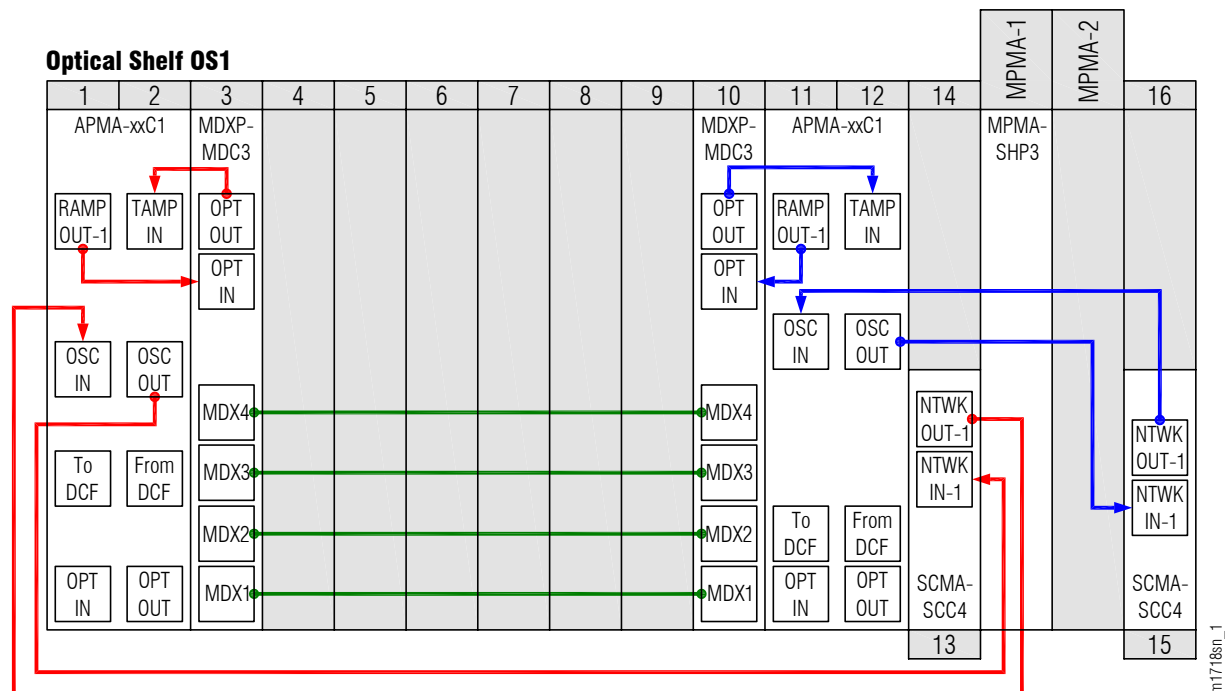 Optical Shelf OS1
MPMA-1
MPMA-2
1 2 3 4 5 6 7 8 9 10 11 12 14 16
APMA-xxC1
MDXP-
MDC3
MDXP-
MDC3
APMA-xxC1
MPMA-
SHP3
RAMP
OUT-1
TAMP
IN
OPT
OUT
OPT
OUT
RAMP
OUT-1
TAMP
IN
OPT
IN
OPT
IN
OSC
IN
OSC
OUT
OSC
IN
OSC
OUT
MDX4
MDX4
NTWK
OUT-1
NTWK
OUT-1
To
DCF
From
DCF
MDX3
MDX3
NTWK
IN-1
NTWK
IN-1
MDX2
MDX2
To
DCF
From
DCF
OPT
IN
OPT
OUT
MDX1
MDX1
OPT
IN
OPT
OUT
SCMA-
SCC4
SCMA-
SCC4
13
15
m1718sn_1